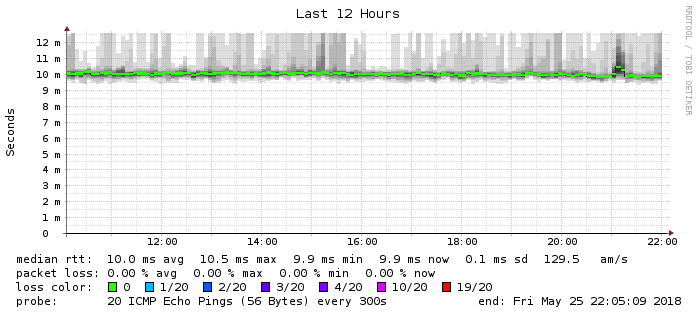 Last 12 Hours
RRDTOOL / TOBI OETIKER
Seconds
12 m
11 m
10 m
9 m
8 m
7 m
6 m
5 m
4 m
3 m
2 m
1 m
0
12:00 14:00 16:00 18:00 20:00 22:00
median rtt: 10.0 ms avg 10.5 ms max 9.9 ms min 9.9 ms now 0.1 ms sd 129.5 am/s
packet loss: 0.00 % avg 0.00 % max 0.00 % min 0.00 % now
loss color: 0 1/20 2/20 3/20 4/20 10/20 19/20
probe: 20 ICMP Echo Pings (56 Bytes) every 300s end: Fri May 25 22:05:09 2018